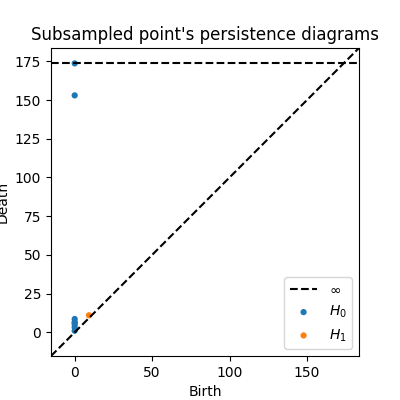 Subsampled point's persistence diagrams
175
150
125
100
75
50
25
0
Death
0 50 100 150
Birth
∞
H₀
H₁